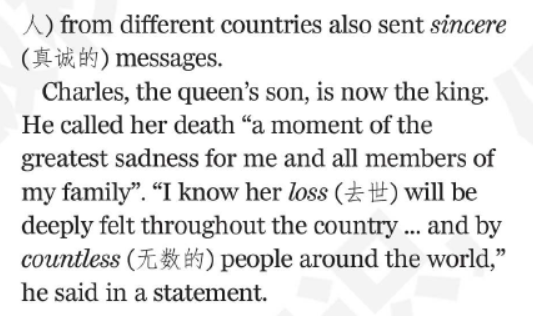 人) from different countries also sent sincere
(真诚的) messages.
Charles, the queen’s son, is now the king.
He called her death “a moment of the
greatest sadness for me and all members of
my family”. “I know her loss (去世) will be
deeply felt throughout the country ... and by
countless (无数的) people around the world,”
he said in a statement.